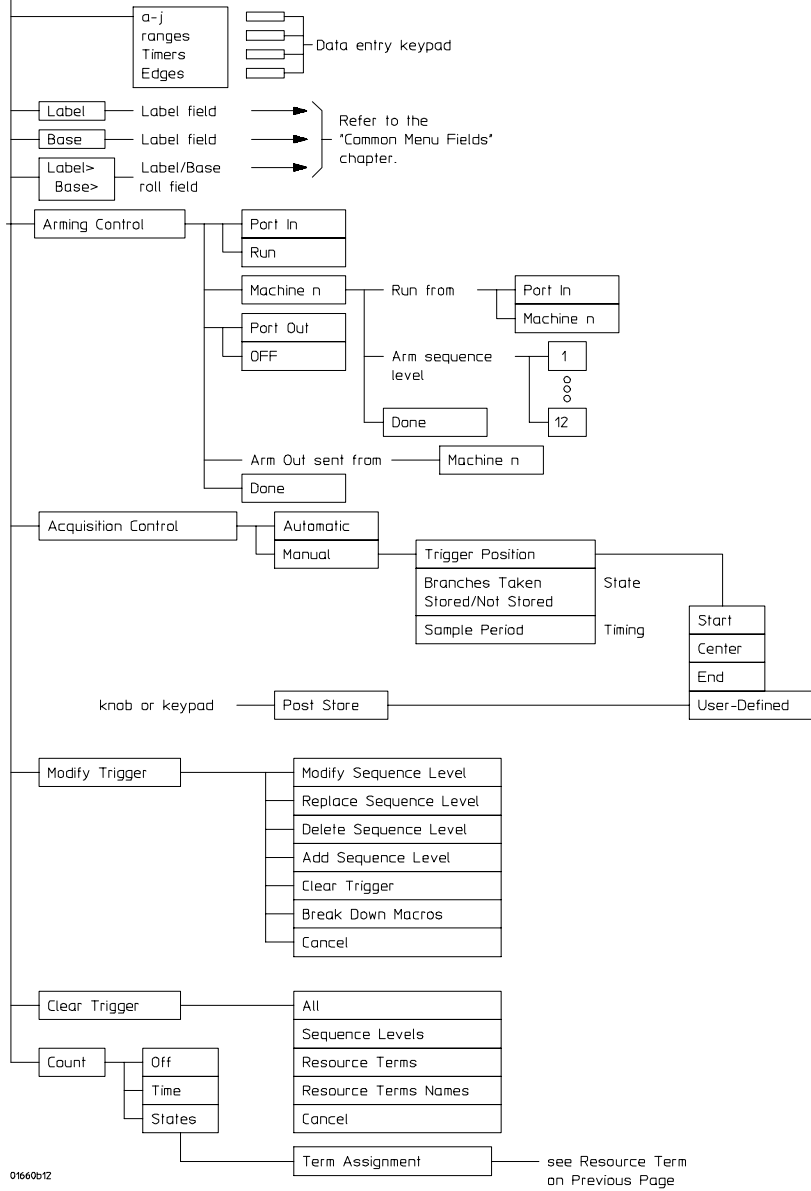 a-j
ranges
Timers
Edges
Data entry keypad
Label
Label field
Base
Label field
Label>
Base>
Label/Base
roll field
Refer to the
"Common Menu Fields"
chapter.
Arming Control
Port In
Run
Machine n
Run from
Port In
Machine n
Port Out
OFF
Arm sequence
level
1
12
Done
Arm Out sent from
Machine n
Done
Acquisition Control
Automatic
Manual
Trigger Position
Branches Taken
Stored/Not Stored
State
Sample Period
Timing
Start
Center
End
User-Defined
knob or keypad
Post Store
Modify Trigger
Modify Sequence Level
Replace Sequence Level
Delete Sequence Level
Add Sequence Level
Clear Trigger
Break Down Macros
Cancel
Clear Trigger
All
Sequence Levels
Resource Terms
Resource Terms Names
Cancel
Count
Off
Time
States
Term Assignment
see Resource Term
on Previous Page
01660b12